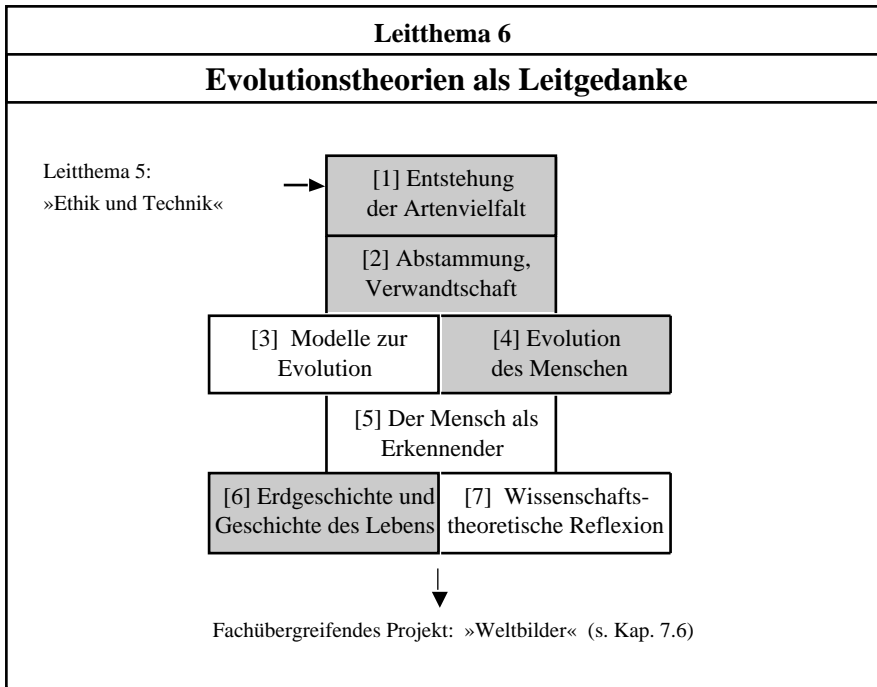 Leitthema 6
Evolutionstheorien als Leitgedanke
Leitthema 5:
»Ethik und Technik«
[1] Entstehung
der Artenvielfalt
[2] Abstammung,
Verwandtschaft
[3] Modelle zur
Evolution
[4] Evolution
des Menschen
[5] Der Mensch als
Erkennender
[6] Erdgeschichte und
Geschichte des Lebens
[7] Wissenschafts-
theoretische Reflexion
Fachübergreifendes Projekt: »Weltbilder« (s. Kap. 7.6)